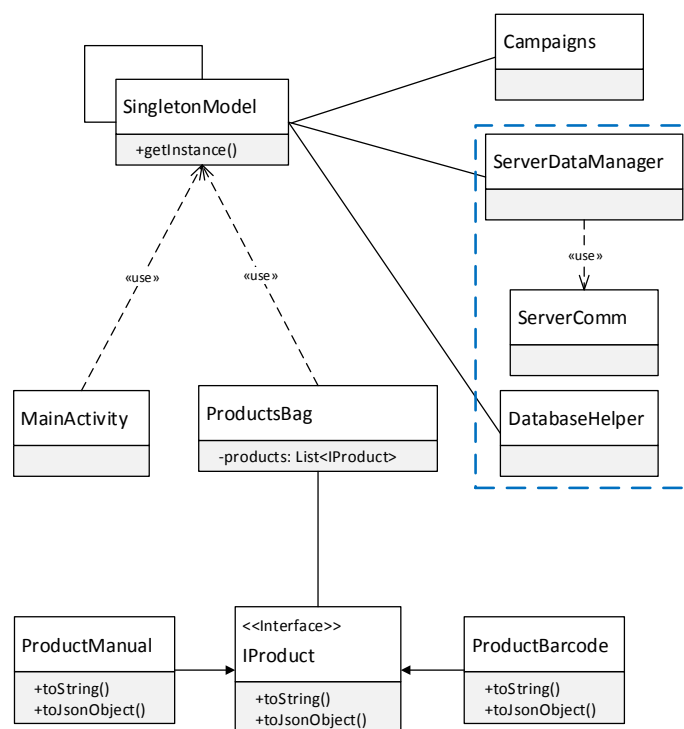 Campaigns
SingletonModel
+getInstance()
ServerDataManager
«use»
«use»
«use»
ServerComm
MainActivity
ProductsBag
-products: List<IProduct>
DatabaseHelper
<<Interface>>
IProduct
+toString()
+toJsonObject()
ProductManual
+toString()
+toJsonObject()
ProductBarcode
+toString()
+toJsonObject()